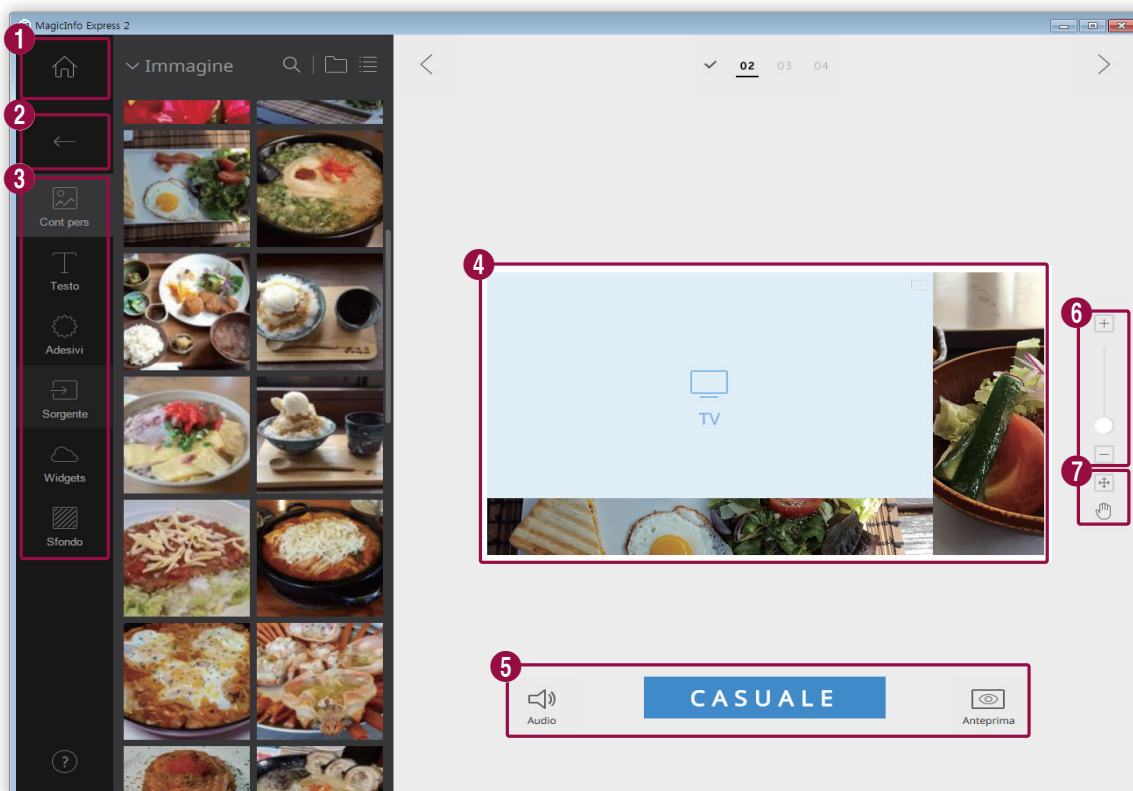 MagicInfo Express 2
1
Immagine
02 03 04
2
3
Cont pers
Testo
Adesivi
Sorgente
Widgets
Sfondo
?
4
TV
6
7
5
Audio
CASUALE
Anteprima